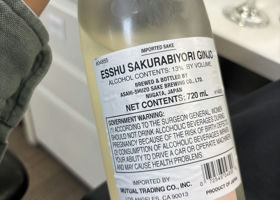 IMPORTED SAKE
ESSHU SAKURABIYORI GINJO
ALCOHOL CONTENTS: 13% BY VOLUME
BREWED & BOTTLED BY
ASAHI-SHUZO SAKE BREWING CO., LTD.
NIIGATA, JAPAN
NET CONTENTS: 720 mL
GOVERNMENT WARNING:
(1) ACCORDING TO THE SURGEON GENERAL, WOMEN
SHOULD NOT DRINK ALCOHOLIC BEVERAGES DURING
PREGNANCY BECAUSE OF THE RISK OF BIRTH DEFECTS.
(2) CONSUMPTION OF ALCOHOLIC BEVERAGES IMPAIRS
YOUR ABILITY TO DRIVE A CAR OR OPERATE MACHINERY,
AND MAY CAUSE HEALTH PROBLEMS.
IMPORTED BY
MUTUAL TRADING CO., INC.
LOS ANGELES, CA 90013
PRODUCT OF